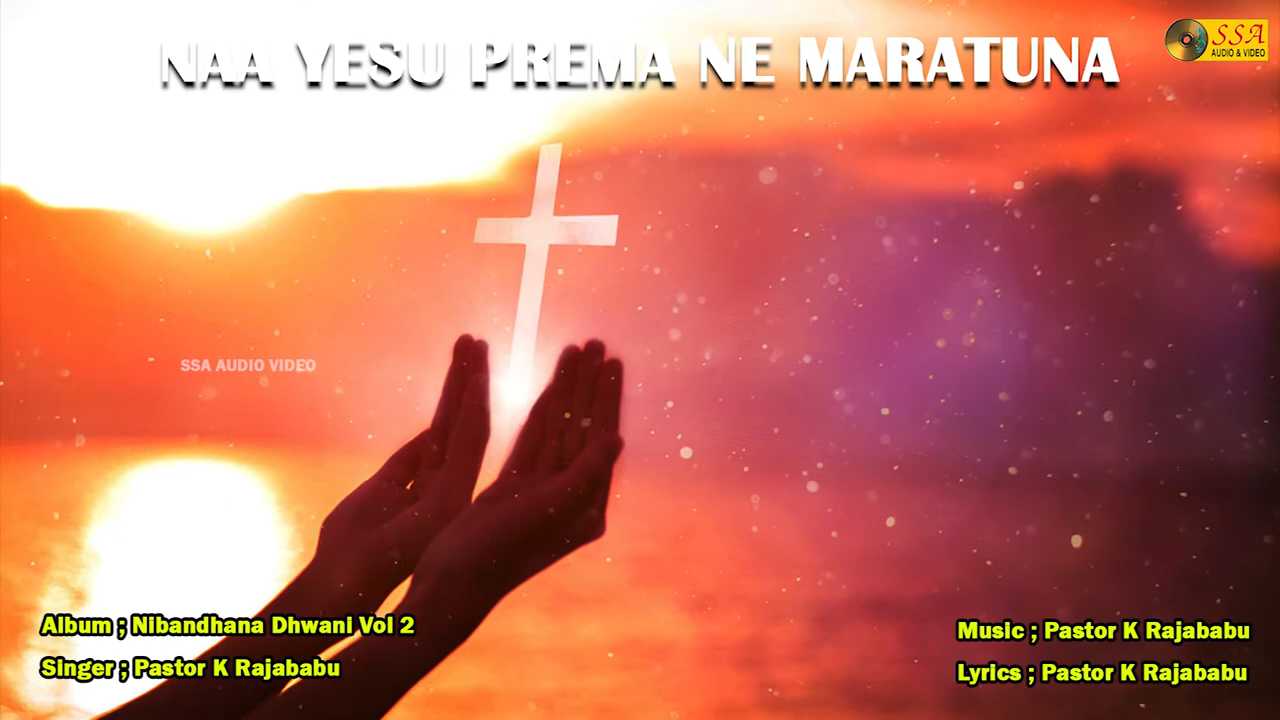 NAA YESU PREMA NE MARATUNA
SSA
AUDIO & VIDEO
SSA AUDIO VIDEO
Album ; Nibandhana Dhwani Vol 2
Singer ; Pastor K Rajababu
Music ; Pastor K Rajababu
Lyrics ; Pastor K Rajababu